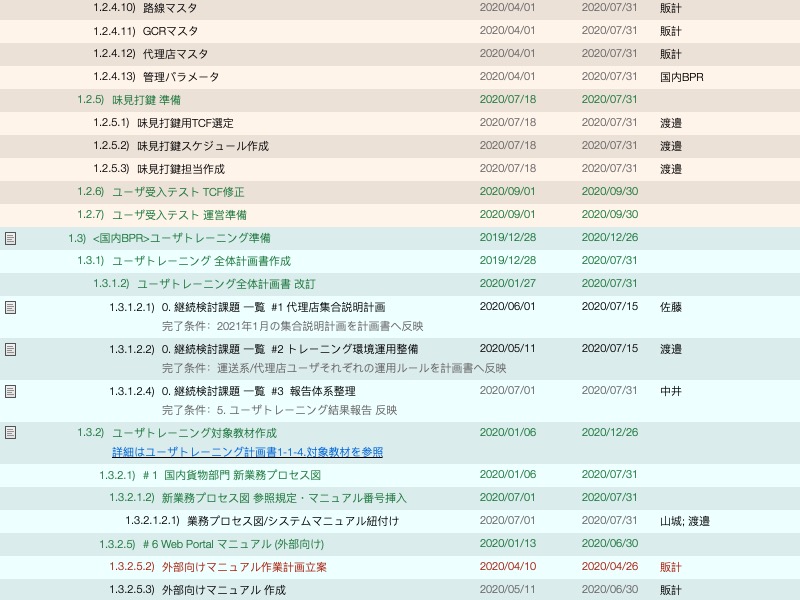 1.2.4.10) 路線マスタ 2020/04/01 2020/07/31 販計
1.2.4.11) GCRマスタ 2020/04/01 2020/07/31 販計
1.2.4.12) 代理店マスタ 2020/04/01 2020/07/31 販計
1.2.4.13) 管理パラメータ 2020/04/01 2020/07/31 国内BPR
1.2.5) 味見打鍵 準備 2020/07/18 2020/07/31
1.2.5.1) 味見打鍵用TCF選定 2020/07/18 2020/07/31 渡邉
1.2.5.2) 味見打鍵スケジュール作成 2020/07/18 2020/07/31 渡邉
1.2.5.3) 味見打鍵担当作成 2020/07/18 2020/07/31 渡邉
1.2.6) ユーザ受入テスト TCF修正 2020/09/01 2020/09/30
1.2.7) ユーザ受入テスト 運営準備 2020/09/01 2020/09/30
1.3) <国内BPR>ユーザトレーニング準備 2019/12/28 2020/12/26
1.3.1) ユーザトレーニング 全体計画書作成 2019/12/28 2020/07/31
1.3.1.2) ユーザトレーニング全体計画書 改訂 2020/01/27 2020/07/31
1.3.1.2.1) 0. 継続検討課題 一覧 #1 代理店集合説明計画 2020/06/01 2020/07/15 佐藤
完了条件: 2021年1月の集合説明計画を計画書へ反映
1.3.1.2.2) 0. 継続検討課題 一覧 #2 トレーニング環境運用整備 2020/05/11 2020/07/15 渡邉
完了条件: 運送系/代理店ユーザそれぞれの運用ルールを計画書へ反映
1.3.1.2.4) 0. 継続検討課題 一覧 #3 報告体系整理 2020/07/01 2020/07/31 中井
完了条件: 5. ユーザトレーニング結果報告 反映
1.3.2) ユーザトレーニング対象教材作成 2020/01/06 2020/12/26
詳細はユーザトレーニング計画書1-1-4.対象教材を参照
1.3.2.1) # 1 国内貨物部門 新業務プロセス図 2020/01/06 2020/07/31
1.3.2.1.2) 新業務プロセス図 参照規定・マニュアル番号挿入 2020/07/01 2020/07/31
1.3.2.1.2.1) 業務プロセス図/システムマニュアル紐付け 2020/07/01 2020/07/31 山城; 渡邉
1.3.2.5) # 6 Web Portal マニュアル (外部向け) 2020/01/13 2020/06/30
1.3.2.5.2) 外部向けマニュアル作業計画立案 2020/04/10 2020/04/26 販計
1.3.2.5.3) 外部向けマニュアル 作成 2020/05/11 2020/06/30 販計